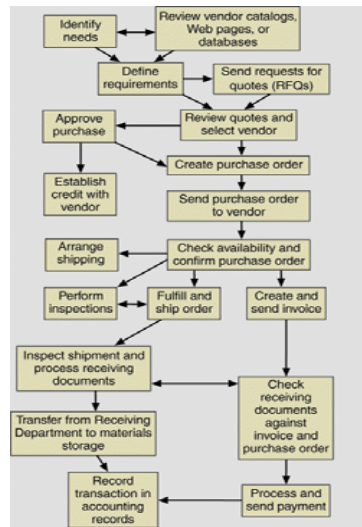 Identify
needs
Review vendor catalogs,
Web pages, or
databases
Define
requirements
Send requests for
quotes (RFQs)
Approve
purchase
Review quotes and
select vendor
Create purchase order
Establish
credit with
vendor
Send purchase order
to vendor
Arrange
shipping
Check availability and
confirm purchase order
Perform
inspections
Fulfill and
ship order
Create and
send invoice
Inspect shipment and
process receiving
documents
Check
receiving
documents
against
invoice and
purchase order
Transfer from Receiving
Department to materials
storage
Record
transaction in
accounting
records
Process and
send payment